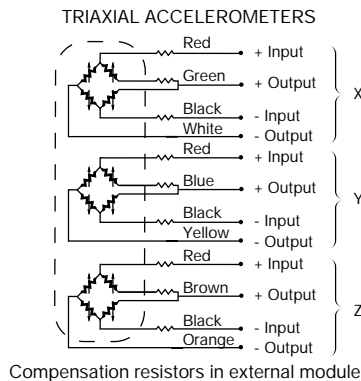 TRIAXIAL ACCELEROMETERS
Red + Input
Green + Output X
Black - Input
White - Output
Red + Input
Blue + Output Y
Black - Input
Yellow - Output
Red + Input
Brown + Output Z
Black - Input
Orange - Output
Compensation resistors in external module